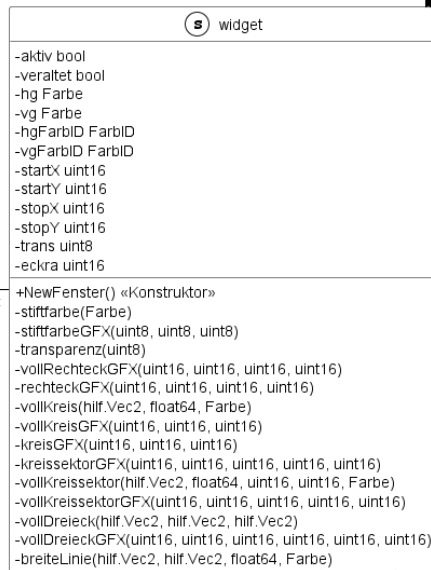 S widget
-aktiv bool
-veraltet bool
-hg Farbe
-vg Farbe
-hgFarbID FarbID
-vgFarbID FarbID
-startX uint16
-startY uint16
-stopX uint16
-stopY uint16
-trans uint8
-eckra uint16
+NewFenster() «Konstruktor»
-stiftfarbe(Farbe)
-stiftfarbeGFX(uint8, uint8, uint8)
-transparenz(uint8)
-vollRechteckGFX(uint16, uint16, uint16, uint16)
-rechteckGFX(uint16, uint16, uint16, uint16)
-vollKreis(hilf.Vec2, float64, Farbe)
-vollKreisGFX(uint16, uint16, uint16)
-kreisGFX(uint16, uint16, uint16)
-kreissektorGFX(uint16, uint16, uint16, uint16, uint16)
-vollKreissektor(hilf.Vec2, float64, uint16, uint16, Farbe)
-vollKreissektorGFX(uint16, uint16, uint16, uint16, uint16)
-vollDreieck(hilf.Vec2, hilf.Vec2, hilf.Vec2)
-vollDreieckGFX(uint16, uint16, uint16, uint16, uint16, uint16)
-breiteLinie(hilf.Vec2, hilf.Vec2, float64, Farbe)